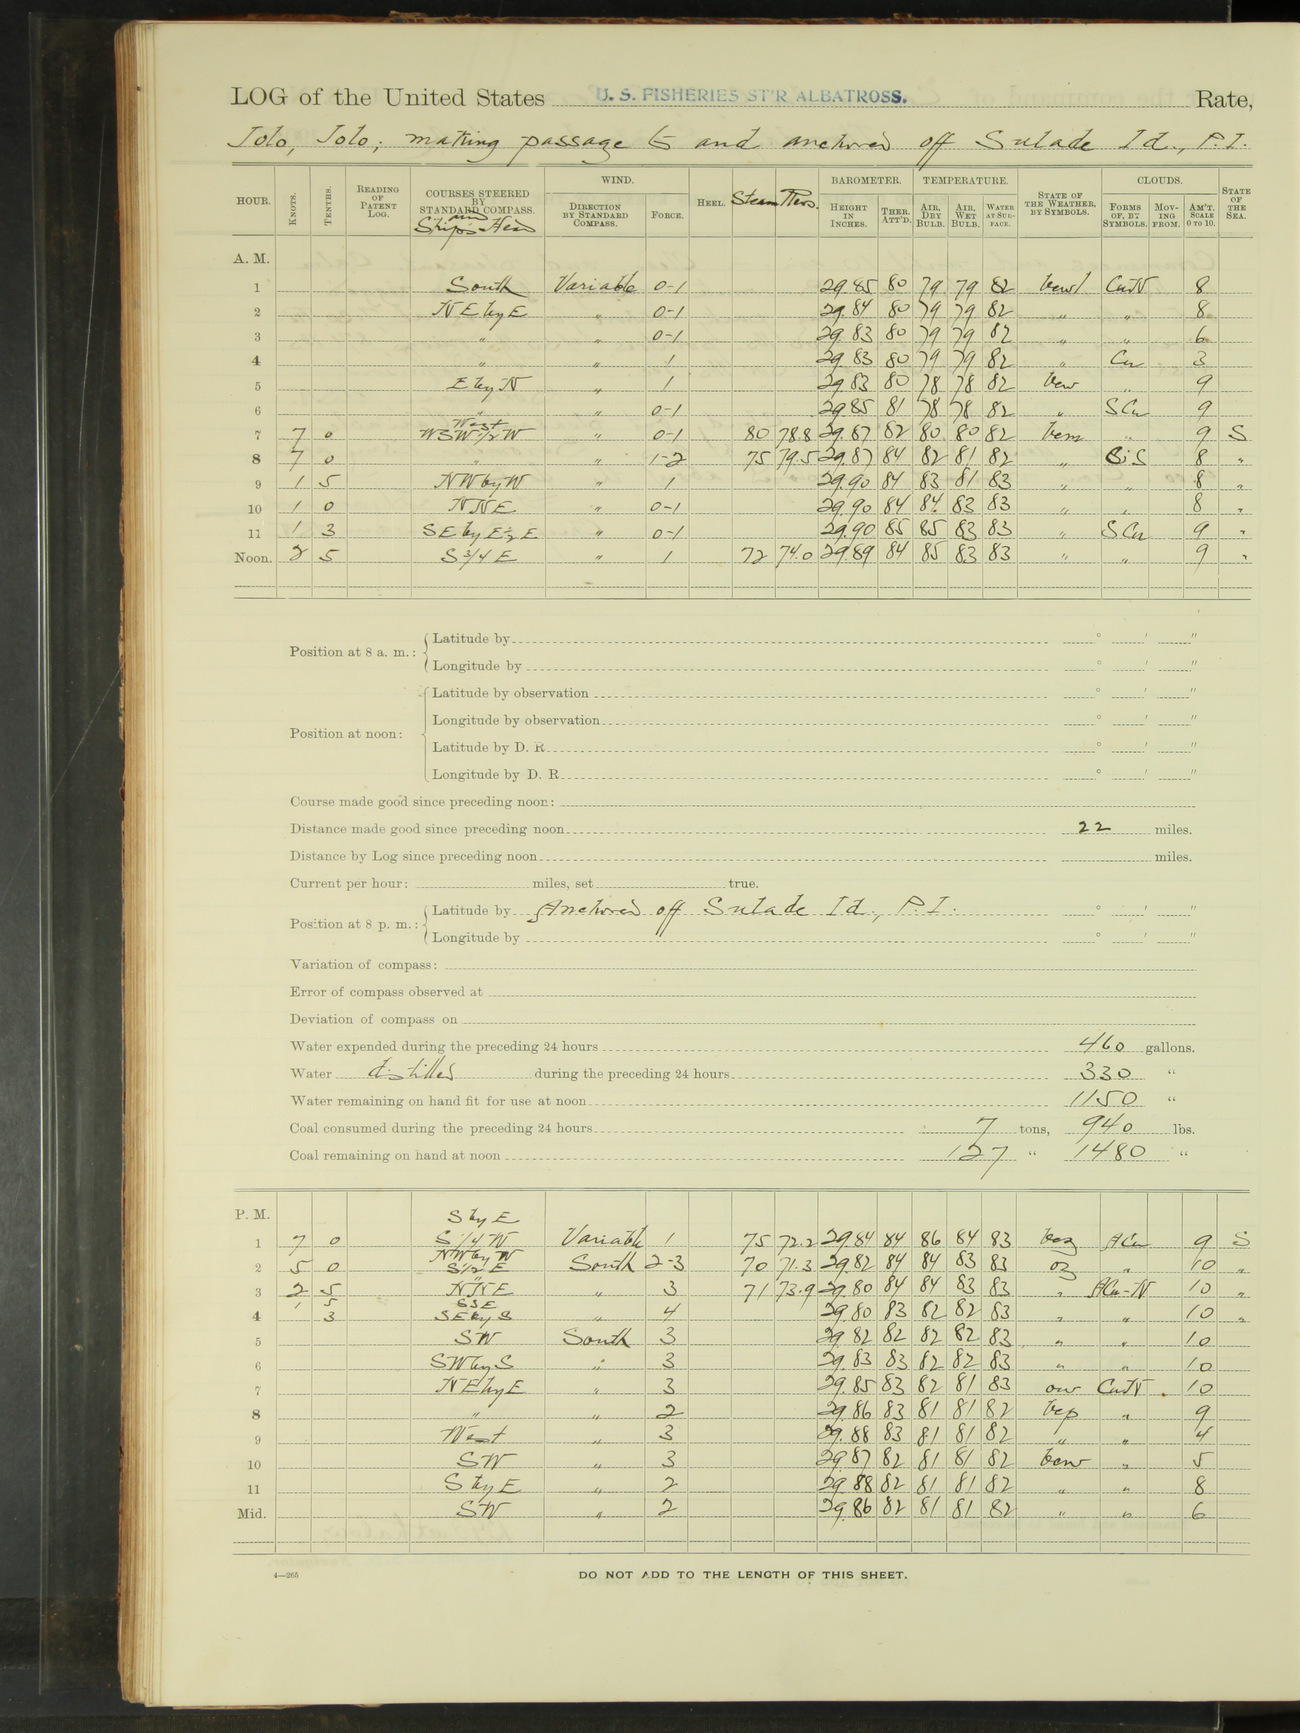 LOG of the United States U. S. FISHERIES ST'R ALBATROSS. Rate,
Jolo, Jolo; making passage to and anchored off Sulade Id., P.I.
HOUR. KNOTS. TENTHS. READING OF PATENT LOG. COURSES STEERED BY STANDARD COMPASS. and Ship's Head WIND. DIRECTION BY STANDARD COMPASS. FORCE. HEEL. Steam Revs. BAROMETER. HEIGHT IN INCHES. THER. ATT'D. TEMPERATURE. AIR, DRY BULB. AIR, WET BULB. WATER AT SURFACE. STATE OF THE WEATHER, BY SYMBOLS. CLOUDS. FORMS OF, BY SYMBOLS. MOVING FROM. AM'T. SCALE 0 TO 10. STATE OF THE SEA.
A. M.
1 South Variable 0-1 29.85 80 79 79 82 CuN 8
2 NE by E " 0-1 29.84 80 79 79 82 " " 8
3 " " 0-1 29.83 80 79 79 82 " " 6
4 " " 1 29.83 80 79 79 82 " Cu 3
5 E by N " 1 29.83 80 78 78 82 bcw " 9
6 " " 0-1 29.85 81 78 78 82 " SCu 9
West
7 7 0 WSW 1/2 W " 0-1 80 78.8 29.87 82 80 80 82 bcm " 9 S
8 7 0 " " 1-2 75 79.5 29.87 84 82 81 82 " CiS 8 "
9 1 5 NW by W " 1 29.90 84 83 81 83 " " 8 "
10 1 0 NNE " 0-1 29.90 84 84 83 83 " " 8 "
11 1 3 SE by E 1/2 E " 0-1 29.90 85 85 83 83 " SCu 9 "
Noon. 2 5 S 3/4 E " 1 72 74.0 29.89 84 85 83 83 " " 9 "
Position at 8 a. m.: Latitude by ° ' "
Longitude by ° ' "
Position at noon: Latitude by observation ° ' "
Longitude by observation ° ' "
Latitude by D. R. ° ' "
Longitude by D. R. ° ' "
Course made good since preceding noon:
Distance made good since preceding noon 22 miles.
Distance by Log since preceding noon miles.
Current per hour: miles, set true.
Position at 8 p. m.: Latitude by Anchored off Sulade Id., P.I. ° ' "
Longitude by ° ' "
Variation of compass:
Error of compass observed at
Deviation of compass on
Water expended during the preceding 24 hours 460 gallons.
Water distilled during the preceding 24 hours 330 "
Water remaining on hand fit for use at noon 1150 "
Coal consumed during the preceding 24 hours 7 tons, 940 lbs.
Coal remaining on hand at noon 127 " 1480 "
P. M.
S by E
1 7 0 S 1/4 W Variable 1 75 72.2 29.84 84 86 84 83 bcz ACu 9 S
NW by W
2 5 0 S 1/2 E South 2-3 70 71.3 29.82 84 84 83 83 oz " 10 "
"
3 2 5 NNE " 3 71 73.9 29.80 84 84 83 83 " ACu-N 10 "
1 5 SSE
4 3 SE by S " 4 29.80 83 82 82 83 " " 10 "
5 SW South 3 29.82 82 82 82 83 " " 10
6 SW by S " 3 29.83 83 82 82 83 " " 10
7 NE by E " 3 29.85 83 82 81 83 ow CuN 10
8 " " 2 29.86 83 81 81 82 bcp " 9
9 West " 3 29.88 83 81 81 82 " " 4
10 SW " 3 29.87 82 81 81 82 bcw " 5
11 S by E " 2 29.88 82 81 81 82 " " 8
Mid. SW " 2 29.86 82 81 81 82 " " 6
4—265
DO NOT ADD TO THE LENGTH OF THIS SHEET.